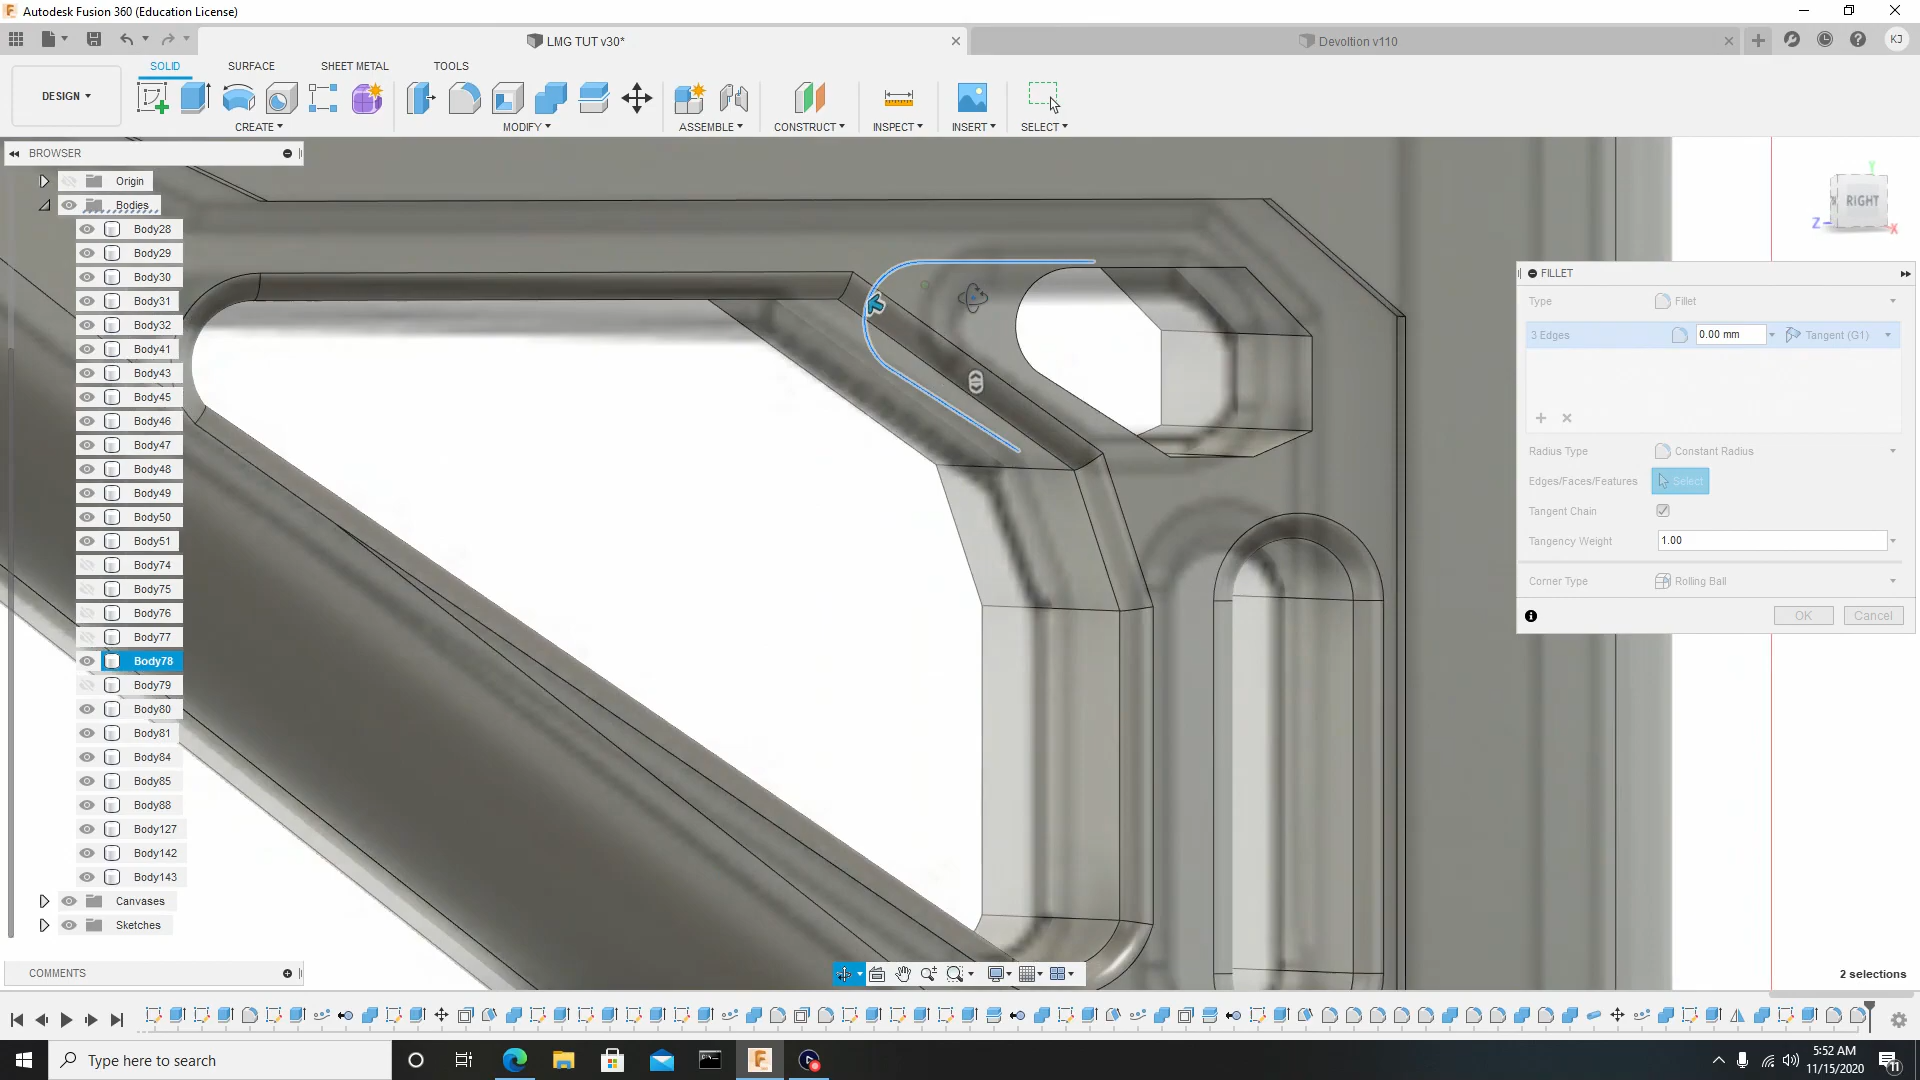 Autodesk Fusion 360 (Education License)
LMG TUT v30*
Devoltion v110
KJ
DESIGN
SOLID
SURFACE
SHEET METAL
TOOLS
CREATE
MODIFY
ASSEMBLE
CONSTRUCT
INSPECT
INSERT
SELECT
BROWSER
Origin
Bodies
Body28
Body29
Body30
Body31
Body32
Body41
Body43
Body45
Body46
Body47
Body48
Body49
Body50
Body51
Body74
Body75
Body76
Body77
Body78
Body79
Body80
Body81
Body84
Body85
Body88
Body127
Body142
Body143
Canvases
Sketches
COMMENTS
Y
RIGHT
Z
X
FILLET
Type Fillet
3 Edges 0.00 mm Tangent (G1)
Radius Type Constant Radius
Edges/Faces/Features Select
Tangent Chain
Tangency Weight 1.00
Corner Type Rolling Ball
OK Cancel
2 selections
Type here to search
5:52 AM
11/15/2020
11